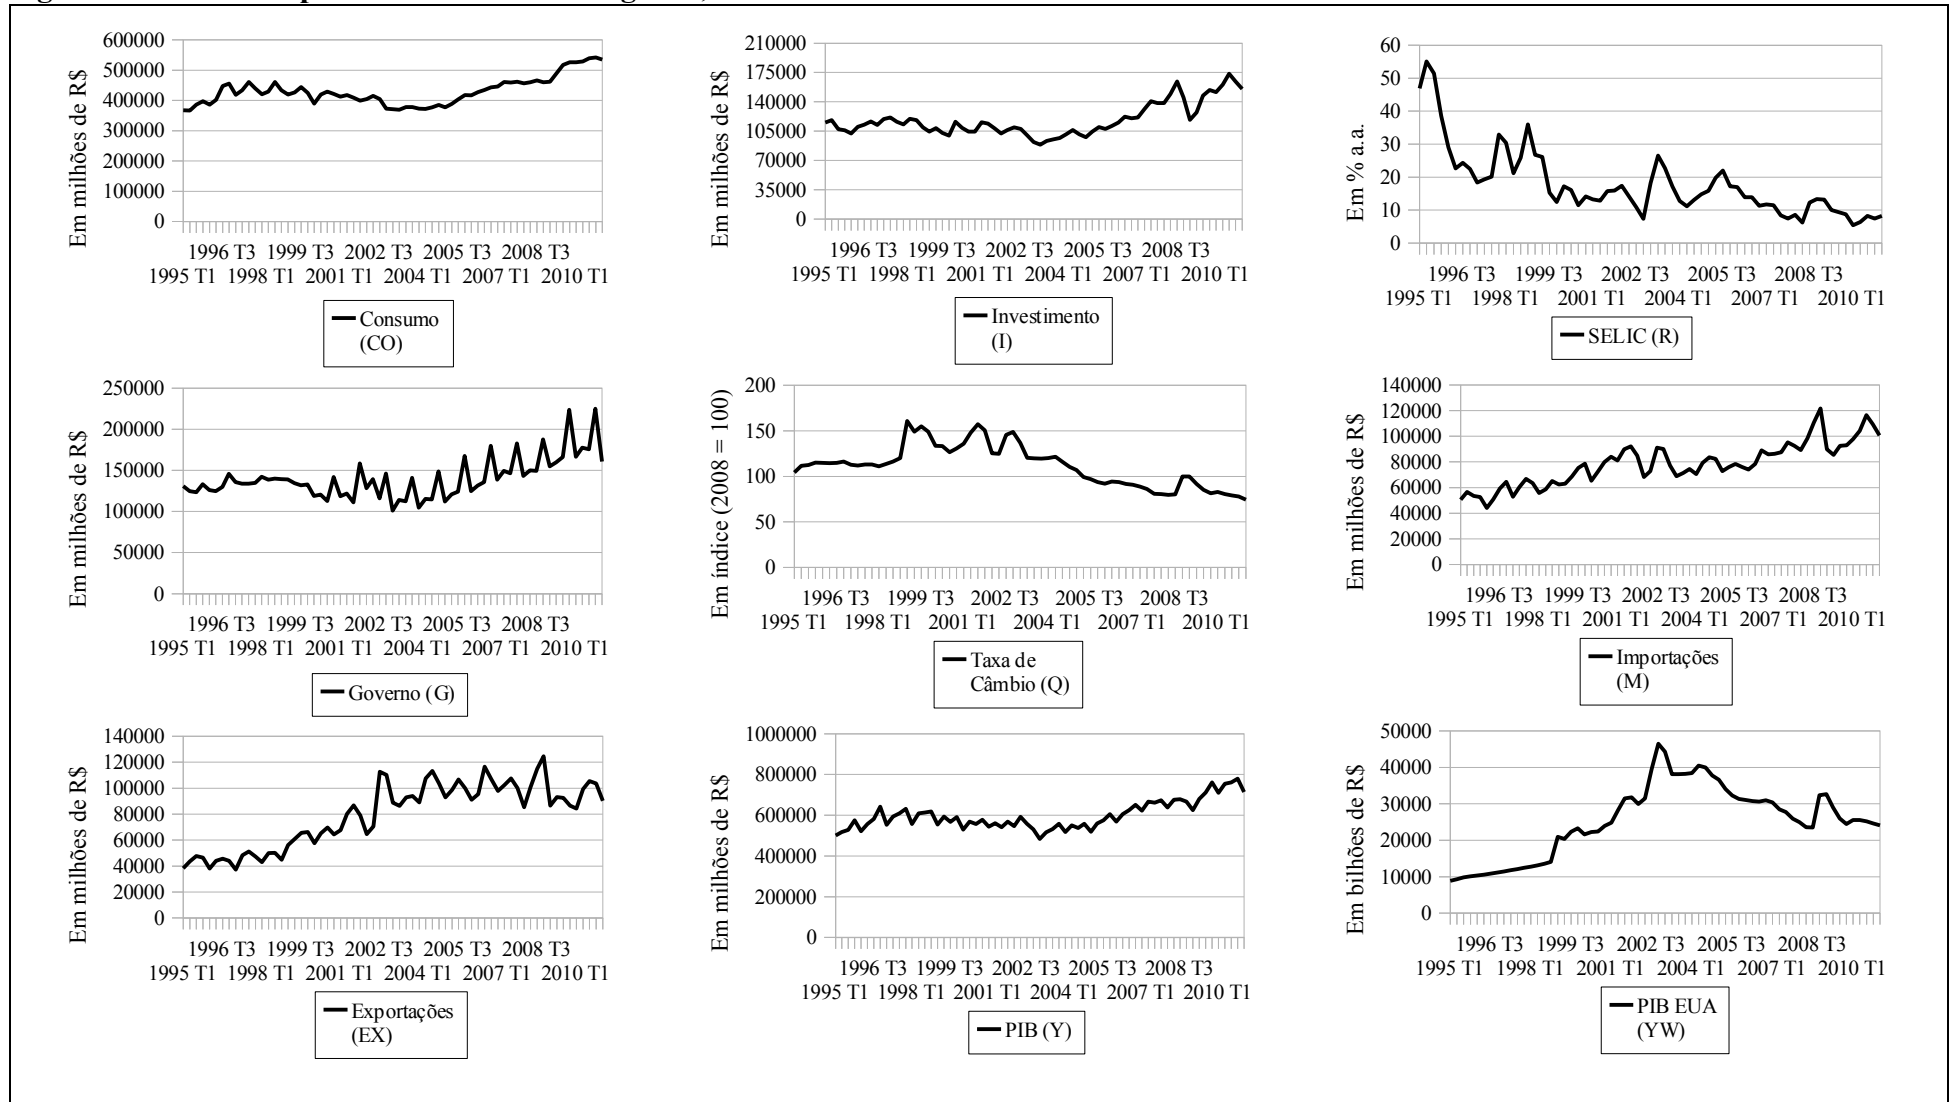 600000
500000
400000
300000
200000
100000
0
Em milhões de R$
1996 T3 1999 T3 2002 T3 2005 T3 2008 T3
1995 T1 1998 T1 2001 T1 2004 T1 2007 T1 2010 T1
Consumo
(CO)
210000
175000
140000
105000
70000
35000
0
Em milhões de R$
1996 T3 1999 T3 2002 T3 2005 T3 2008 T3
1995 T1 1998 T1 2001 T1 2004 T1 2007 T1 2010 T1
Investimento
(I)
60
50
40
30
20
10
0
Em % a.a.
1996 T3 1999 T3 2002 T3 2005 T3 2008 T3
1995 T1 1998 T1 2001 T1 2004 T1 2007 T1 2010 T1
SELIC (R)
250000
200000
150000
100000
50000
0
Em milhões de R$
1996 T3 1999 T3 2002 T3 2005 T3 2008 T3
1995 T1 1998 T1 2001 T1 2004 T1 2007 T1 2010 T1
Governo (G)
200
150
100
50
0
Em índice (2008 = 100)
1996 T3 1999 T3 2002 T3 2005 T3 2008 T3
1995 T1 1998 T1 2001 T1 2004 T1 2007 T1 2010 T1
Taxa de
Câmbio (Q)
140000
120000
100000
80000
60000
40000
20000
0
Em milhões de R$
1996 T3 1999 T3 2002 T3 2005 T3 2008 T3
1995 T1 1998 T1 2001 T1 2004 T1 2007 T1 2010 T1
Importações
(M)
140000
120000
100000
80000
60000
40000
20000
0
Em milhões de R$
1996 T3 1999 T3 2002 T3 2005 T3 2008 T3
1995 T1 1998 T1 2001 T1 2004 T1 2007 T1 2010 T1
Exportações
(EX)
1000000
800000
600000
400000
200000
0
Em milhões de R$
1996 T3 1999 T3 2002 T3 2005 T3 2008 T3
1995 T1 1998 T1 2001 T1 2004 T1 2007 T1 2010 T1
PIB (Y)
50000
40000
30000
20000
10000
0
Em bilhões de R$
1996 T3 1999 T3 2002 T3 2005 T3 2008 T3
1995 T1 1998 T1 2001 T1 2004 T1 2007 T1 2010 T1
PIB EUA
(YW)